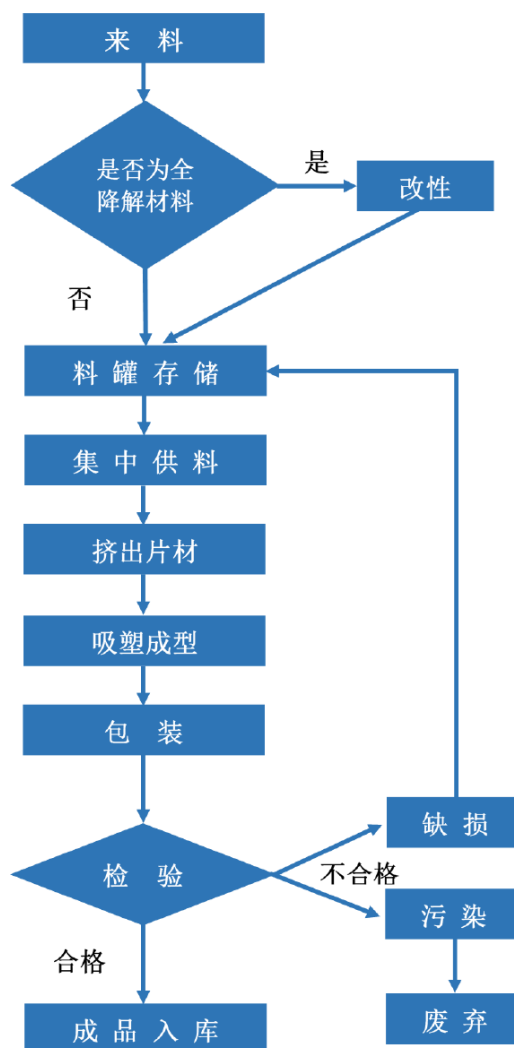 来 料
是否为全
降解材料
是
改性
否
料罐存储
集中供料
挤出片材
吸塑成型
包 装
检 验
不合格
缺 损
污 染
合格
成品入库
废 弃